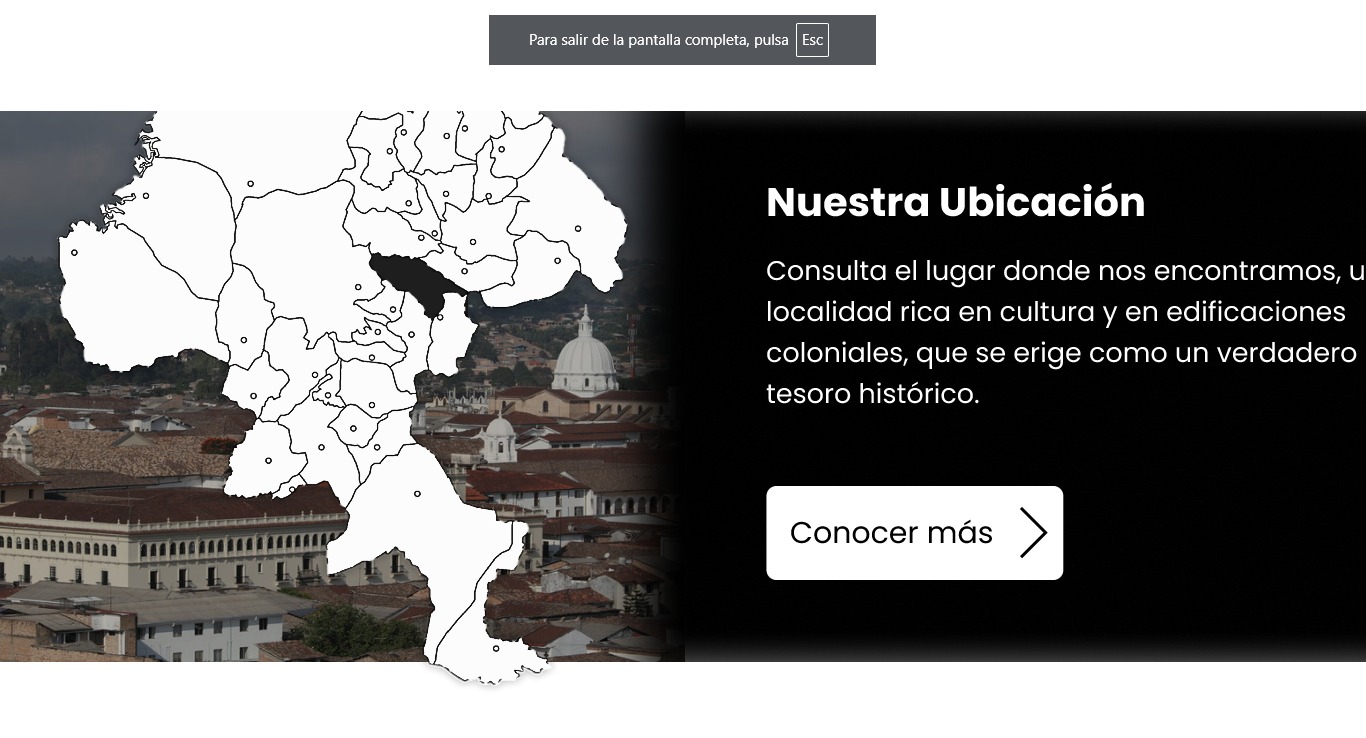 Para salir de la pantalla completa, pulsa Esc
Nuestra Ubicación
Consulta el lugar donde nos encontramos, u
localidad rica en cultura y en edificaciones
coloniales, que se erige como un verdadero
tesoro histórico.
Conocer más